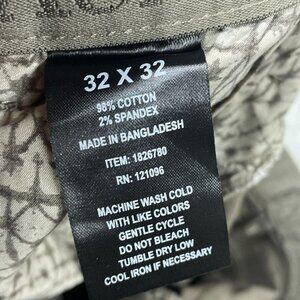 32 X 32
98% COTTON
2% SPANDEX
MADE IN BANGLADESH
ITEM: 1826780
RN: 121096
MACHINE WASH COLD
WITH LIKE COLORS
GENTLE CYCLE
DO NOT BLEACH
TUMBLE DRY LOW
COOL IRON IF NECESSARY